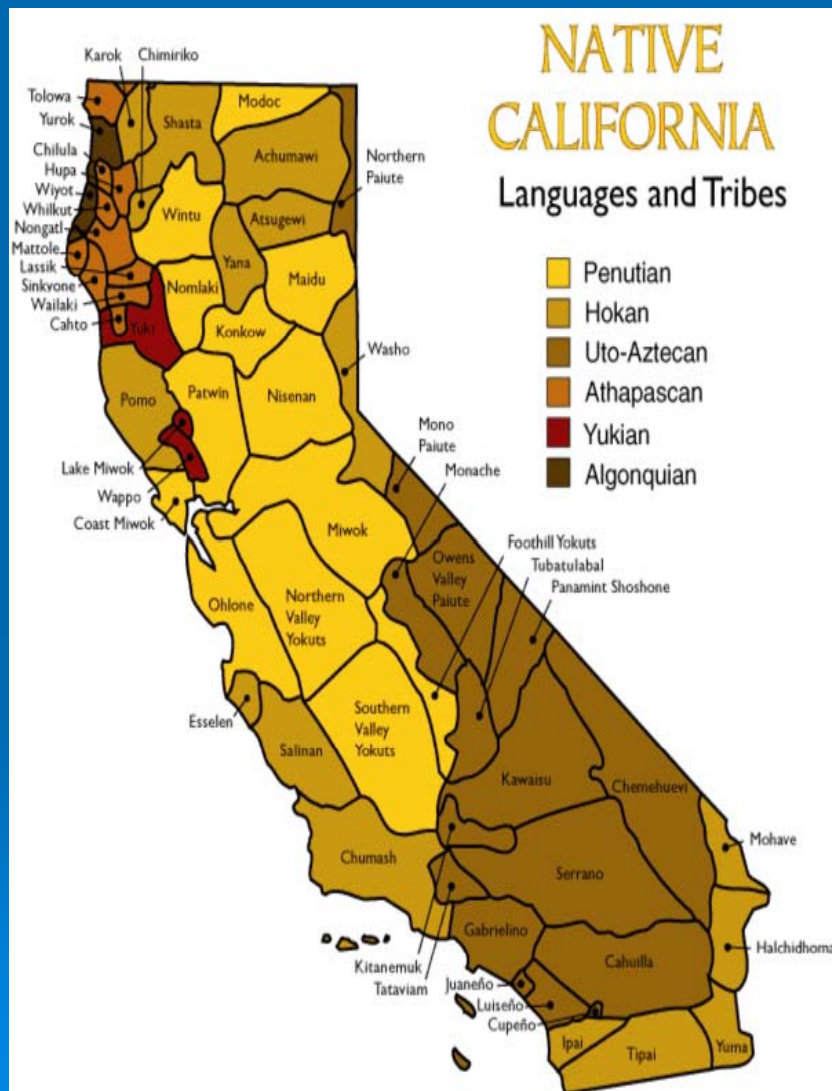 NATIVE
CALIFORNIA
Languages and Tribes
Penutian
Hokan
Uto-Aztecan
Athapascan
Yukian
Algonquian
Karok
Chimiriko
Tolowa
Yurok
Chilula
Hupa
Wiyot
Whilkut
Nongatl
Mattole
Lassik
Sinkyone
Wailaki
Cahto
Shasta
Modoc
Achumawi
Northern
Paiute
Wintu
Atsugewi
Yana
Nomlaki
Maidu
Yuki
Konkow
Washo
Pomo
Patwin
Nisenan
Lake Miwok
Wappo
Coast Miwok
Mono
Paiute
Monache
Miwok
Foothill Yokuts
Tubatulabal
Panamint Shoshone
Owens
Valley
Paiute
Ohlone
Northern
Valley
Yokuts
Esselen
Salinan
Southern
Valley
Yokuts
Kawaisu
Chemehuevi
Mohave
Chumash
Serrano
Gabrielino
Halchidhoma
Kitanemuk
Tataviam
Cahuilla
Juaneño
Luiseño
Cupeño
Ipai
Tipai
Yuma